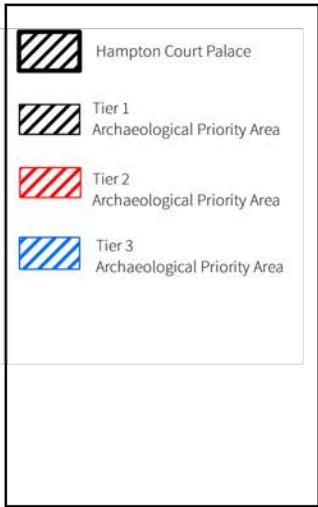 Hampton Court Palace
Tier 1
Archaeological Priority Area
Tier 2
Archaeological Priority Area
Tier 3
Archaeological Priority Area